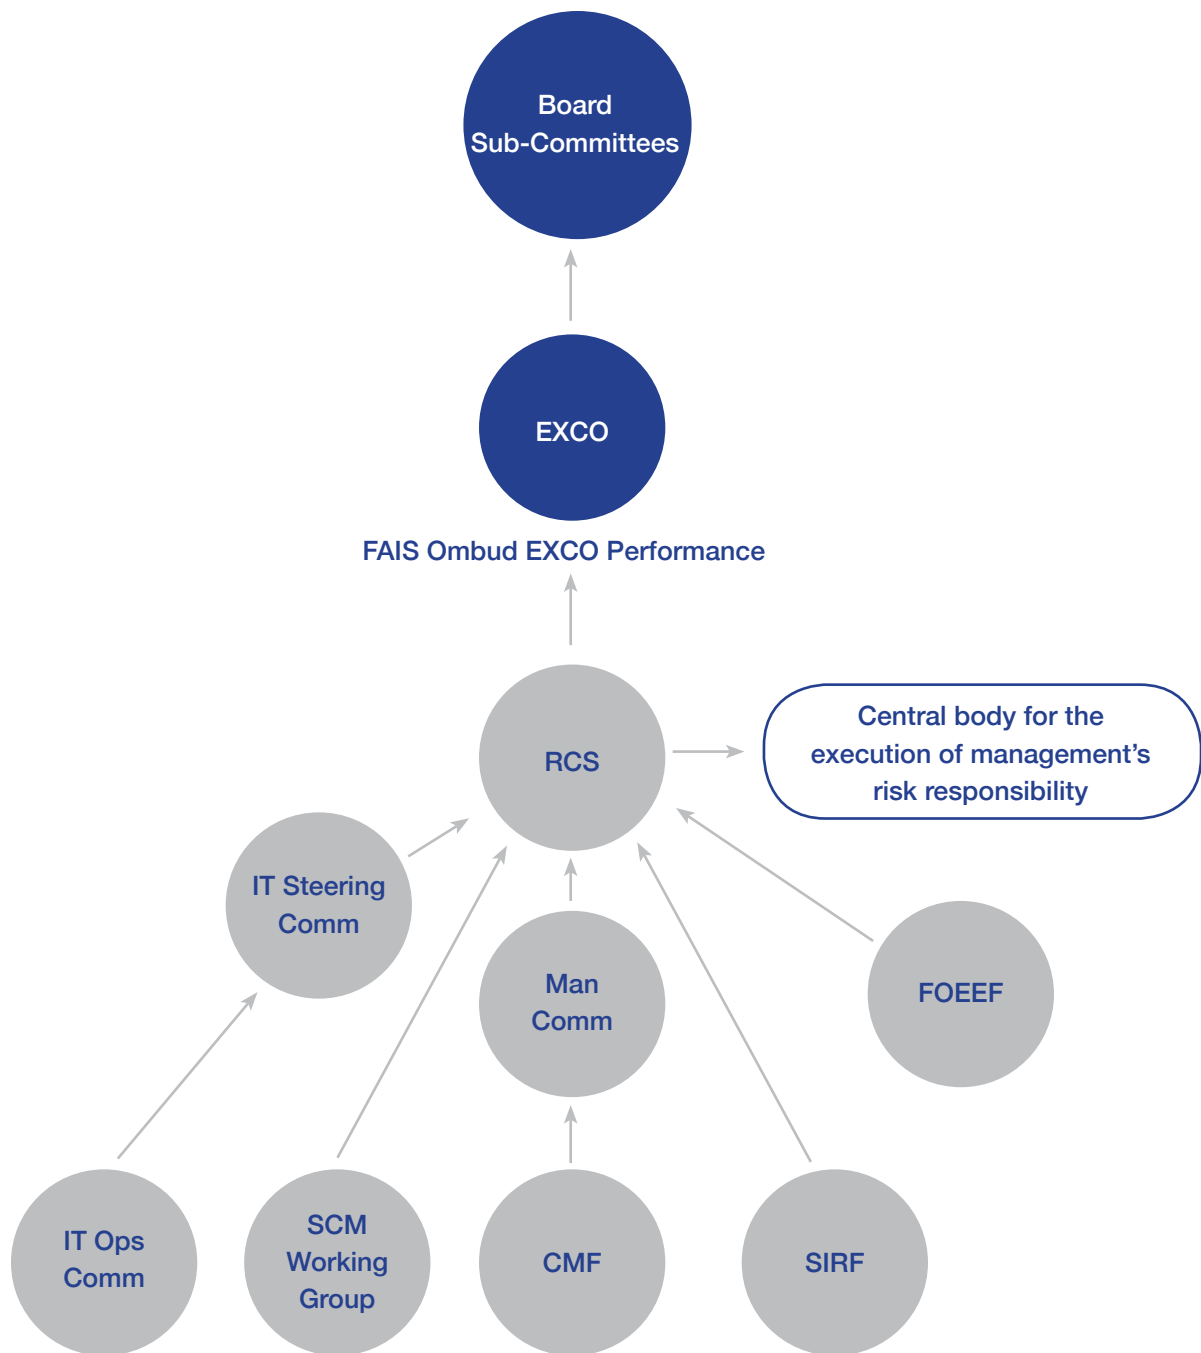 Board
Sub-Committees
EXCO
FAIS Ombud EXCO Performance
RCS
Central body for the
execution of management’s
risk responsibility
IT Steering
Comm
Man
Comm
FOEEF
IT Ops
Comm
SCM
Working
Group
CMF
SIRF